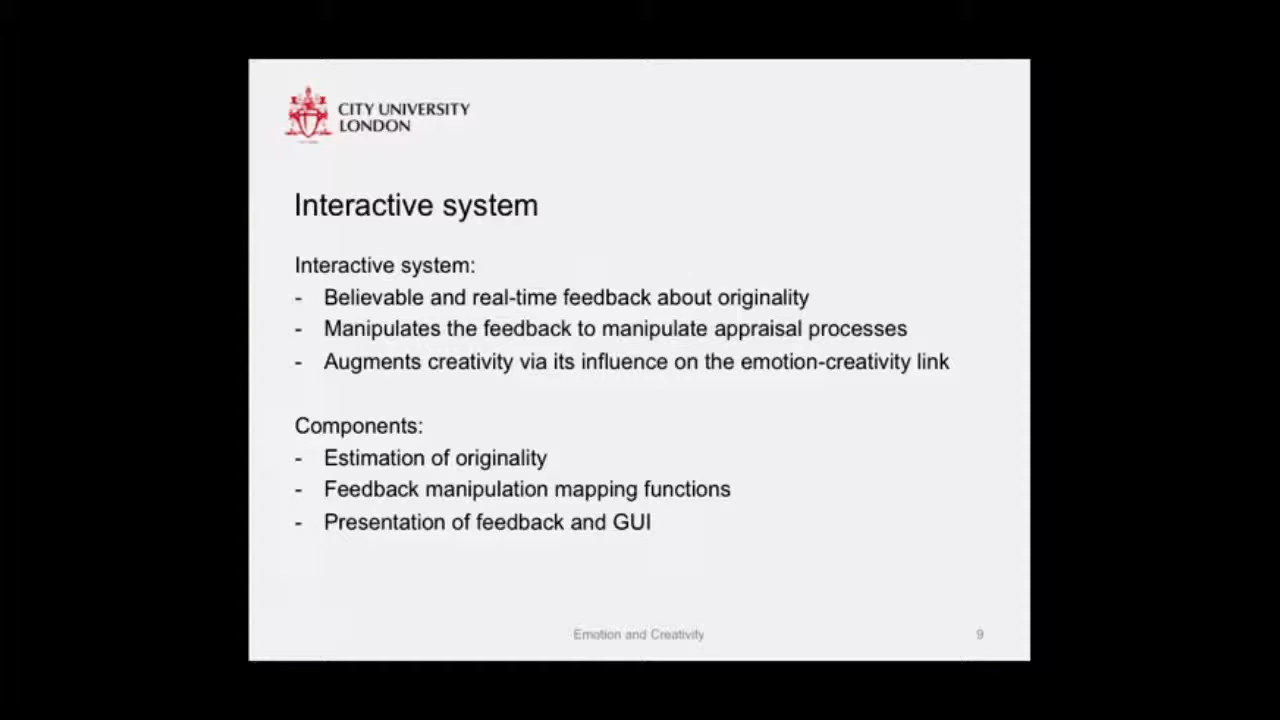 CITY UNIVERSITY
LONDON
Interactive system
Interactive system:
- Believable and real-time feedback about originality
- Manipulates the feedback to manipulate appraisal processes
- Augments creativity via its influence on the emotion-creativity link
Components:
- Estimation of originality
- Feedback manipulation mapping functions
- Presentation of feedback and GUI
Emotion and Creativity
9